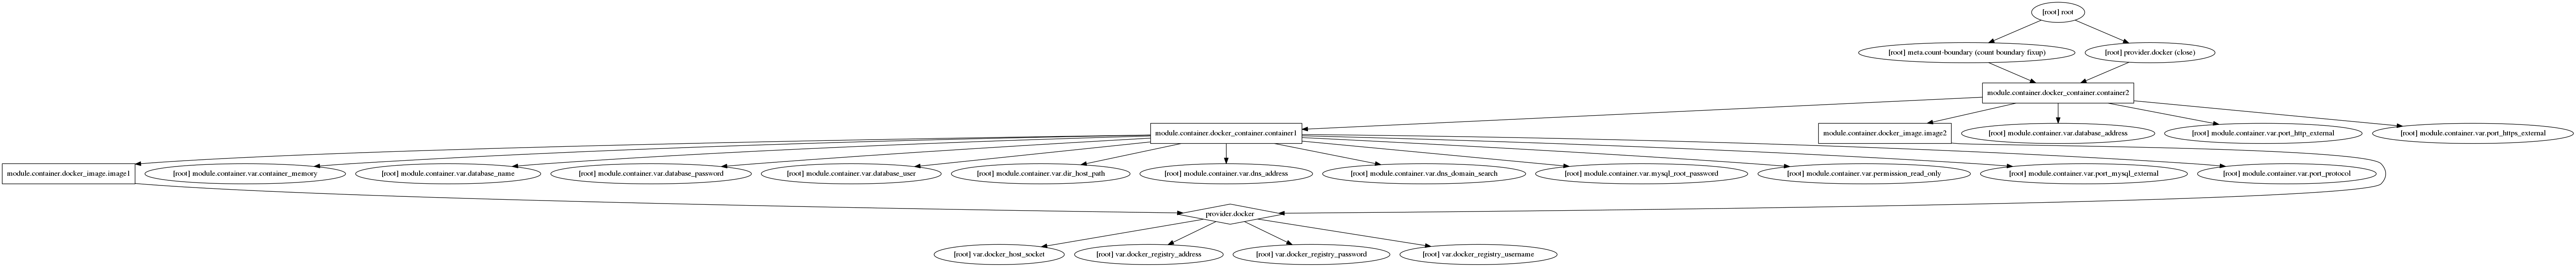 [root] root
[root] meta.count-boundary (count boundary fixup)
[root] provider.docker (close)
module.container.docker_container.container2
module.container.docker_container.container1
module.container.docker_image.image2
[root] module.container.var.database_address
[root] module.container.var.port_http_external
[root] module.container.var.port_https_external
module.container.docker_image.image1
[root] module.container.var.container_memory
[root] module.container.var.database_name
[root] module.container.var.database_password
[root] module.container.var.database_user
[root] module.container.var.dir_host_path
[root] module.container.var.dns_address
[root] module.container.var.dns_domain_search
[root] module.container.var.mysql_root_password
[root] module.container.var.permission_read_only
[root] module.container.var.port_mysql_external
[root] module.container.var.port_protocol
provider.docker
[root] var.docker_host_socket
[root] var.docker_registry_address
[root] var.docker_registry_password
[root] var.docker_registry_username